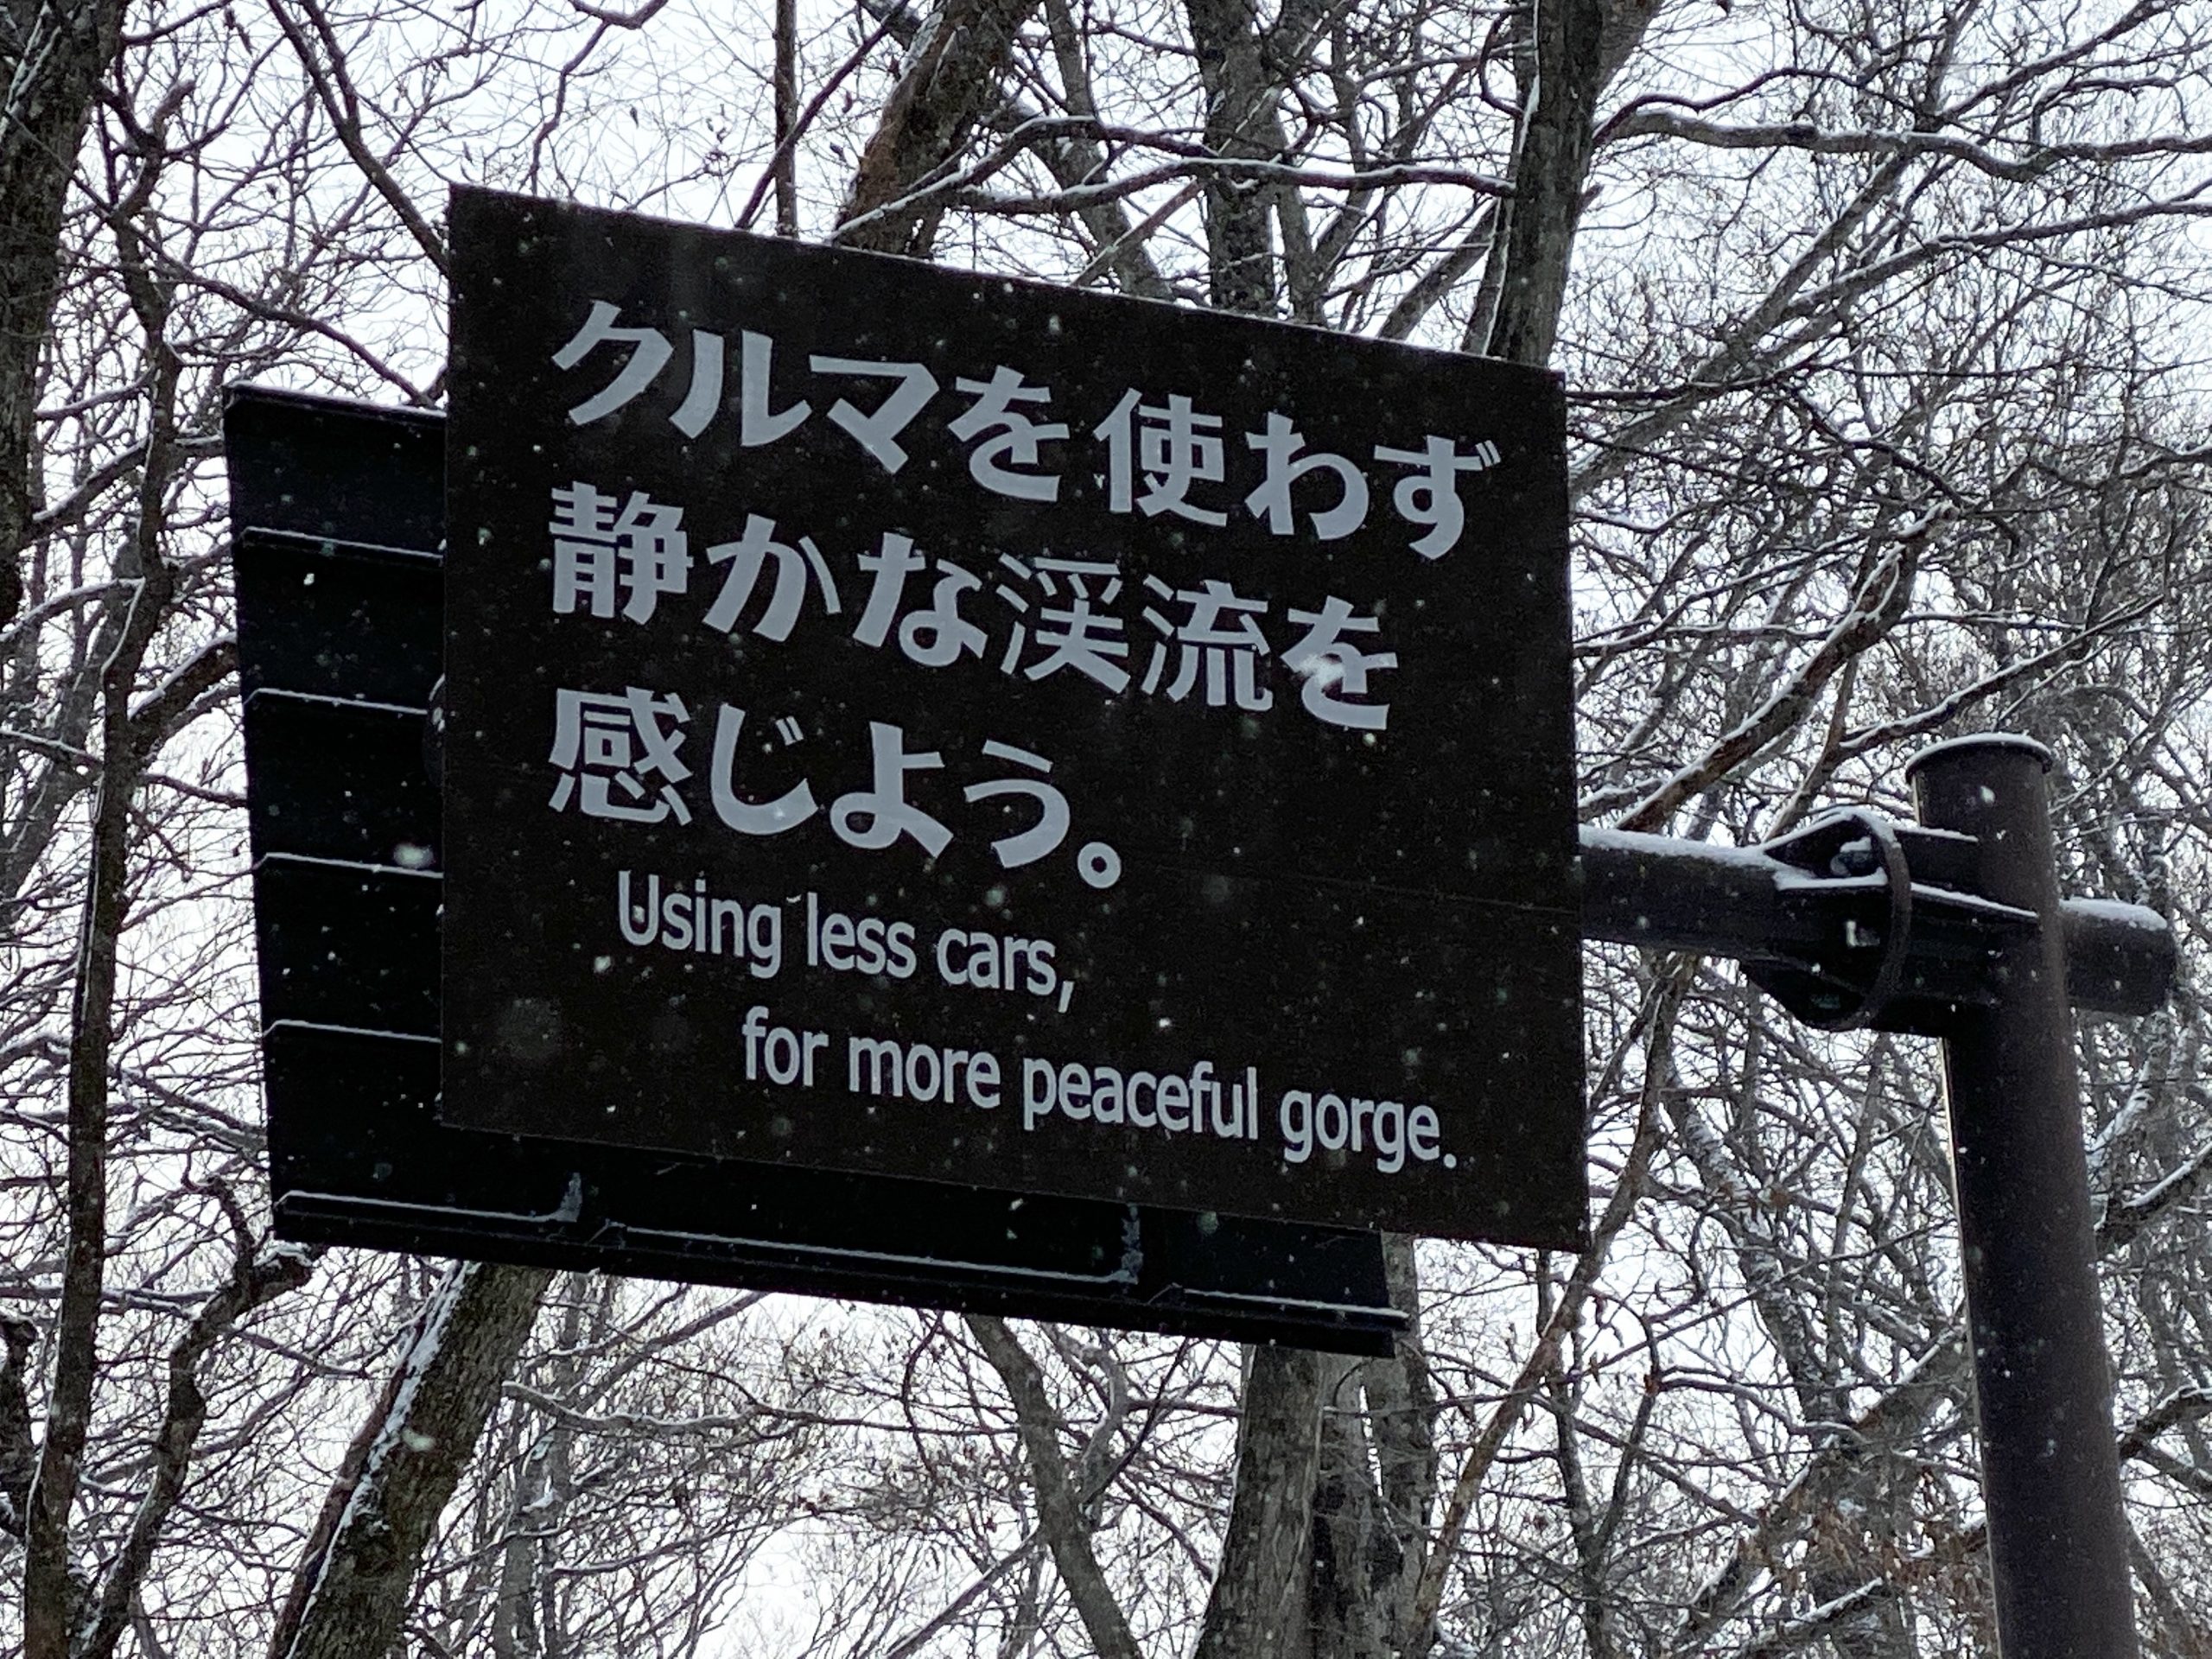 クルマを使わず
静かな渓流を
感じよう。
Using less cars,
for more peaceful gorge.